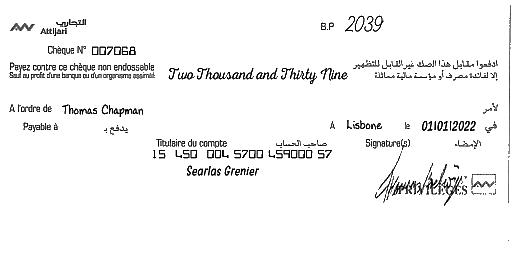 التجاري
Attijari
B.P 2039
Chèque N° 007068
Payez contre ce chèque non endossable
Sauf au profit d'une banque ou d'un organisme assimilé
Two Thousand and Thirty Nine
ادفعوا مقابل هذا الصك غير القابل للتظهير
إلا لفائدة مصرف أو مؤسسة مالية مماثلة
A l'ordre de Thomas Chapman
لأمر
Payable à
يدفع بـ
A Lisbone le 01/01/2022 في
Titulaire du compte صاحب الحساب
Signature(s) الإمضاء
15 450 004 5700 459000 57
Searlas Grenier
PRIVILEGES